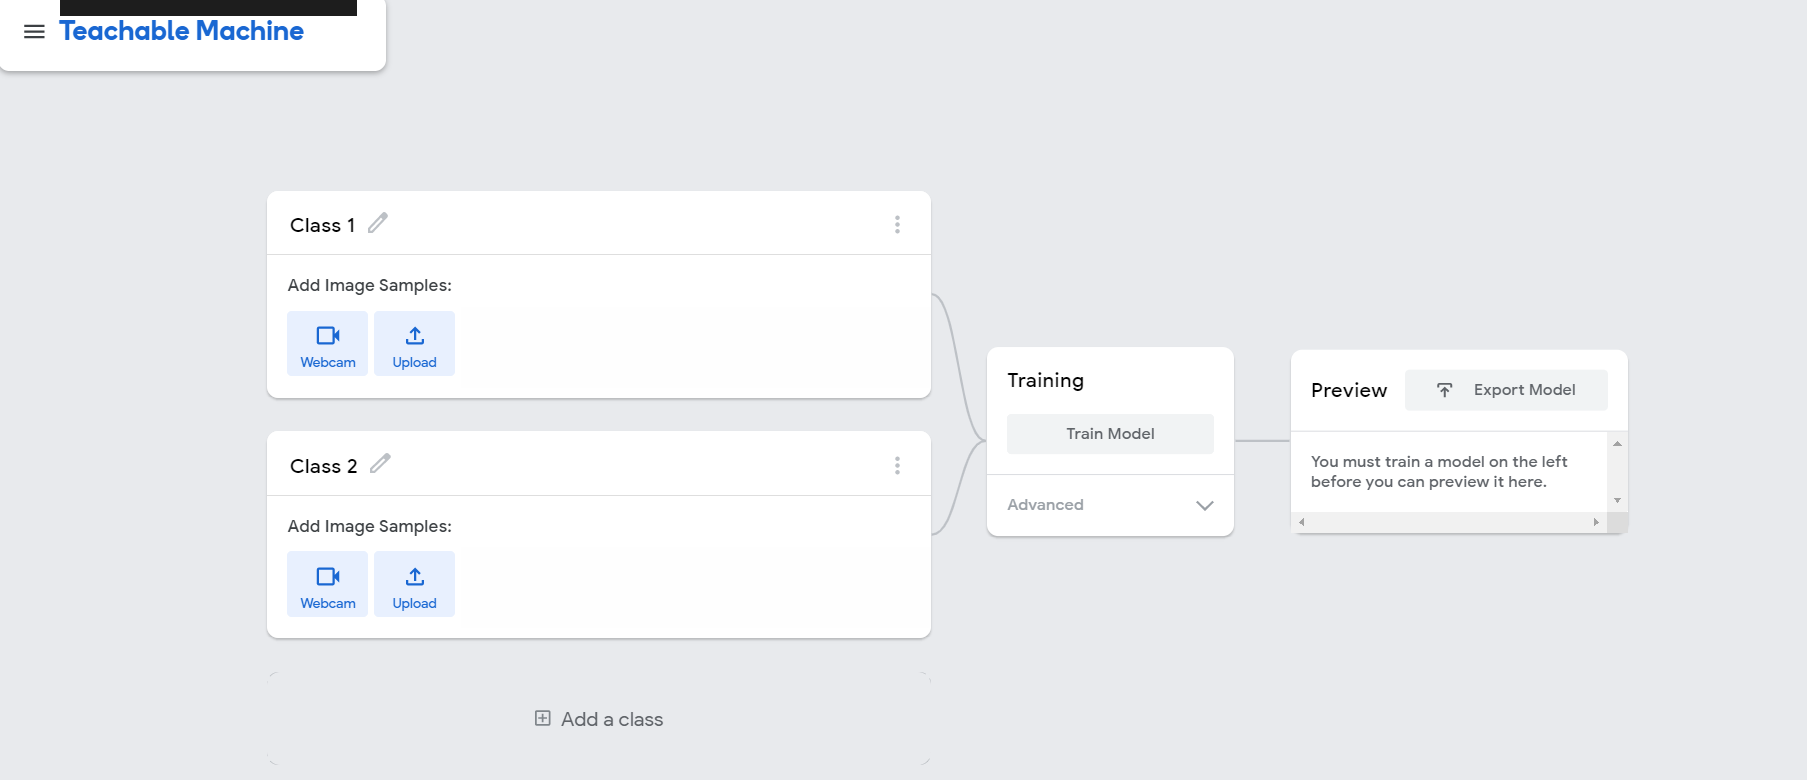 Teachable Machine
Class 1
Add Image Samples:
Webcam
Upload
Class 2
Add Image Samples:
Webcam
Upload
Add a class
Training
Train Model
Advanced
Preview
Export Model
You must train a model on the left
before you can preview it here.